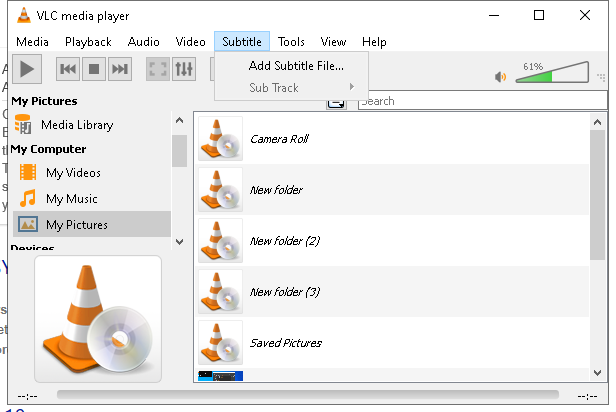 VLC media player
Media Playback Audio Video Subtitle Tools View Help
Add Subtitle File...
Sub Track
61%
My Pictures
Search
Media Library
My Computer
My Videos
My Music
My Pictures
Devices
Camera Roll
New folder
New folder (2)
New folder (3)
Saved Pictures
--:-- --:--